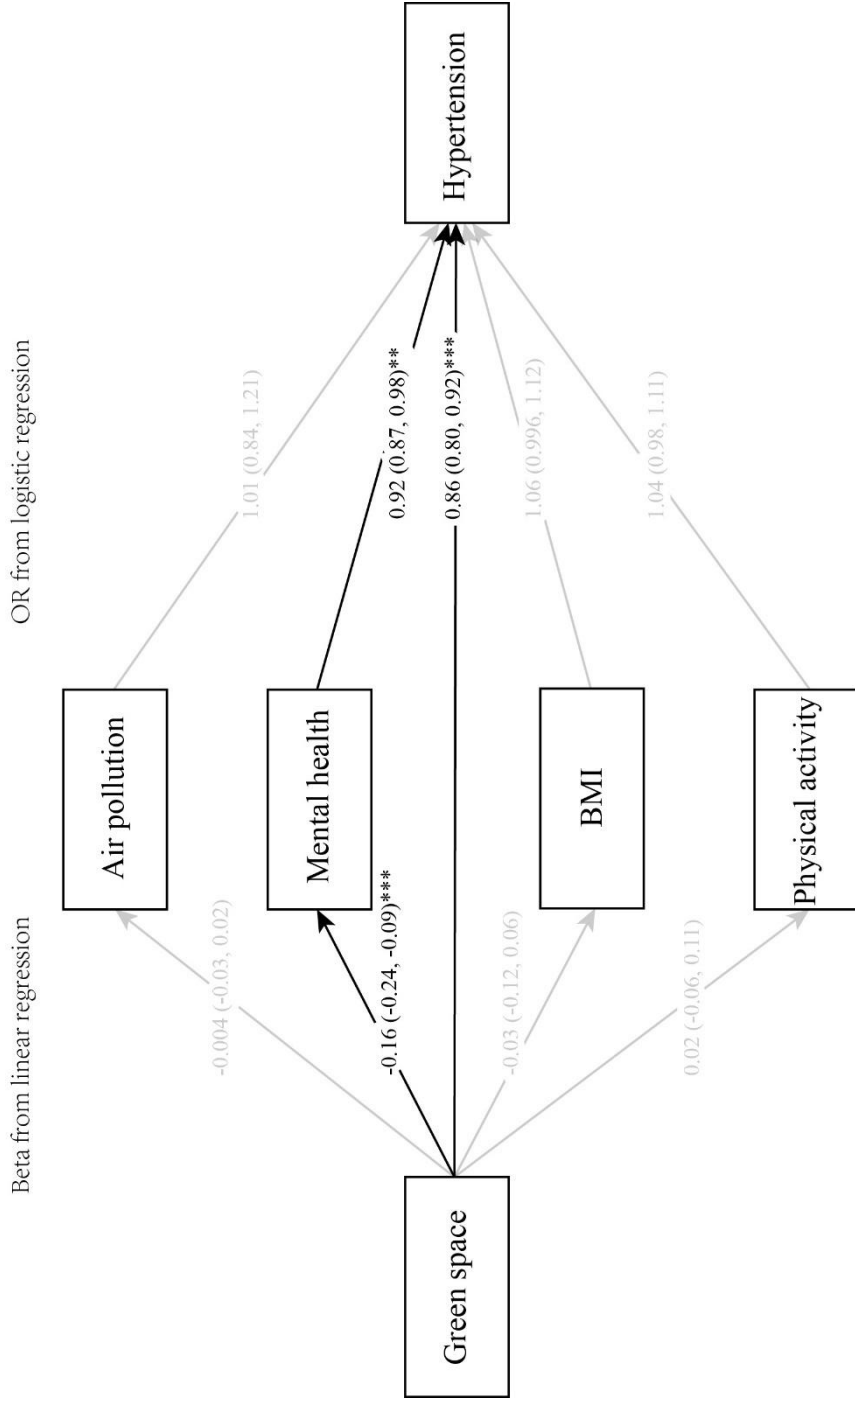 Beta from linear regression
OR from logistic regression
Air pollution
-0.004 (-0.03, 0.02)
1.01 (0.84, 1.21)
Mental health
-0.16 (-0.24, -0.09)***
0.92 (0.87, 0.98)**
Green space
0.86 (0.80, 0.92)***
Hypertension
-0.03 (-0.12, 0.06)
1.06 (0.996, 1.12)
BMI
0.02 (-0.06, 0.11)
1.04 (0.98, 1.11)
Physical activity